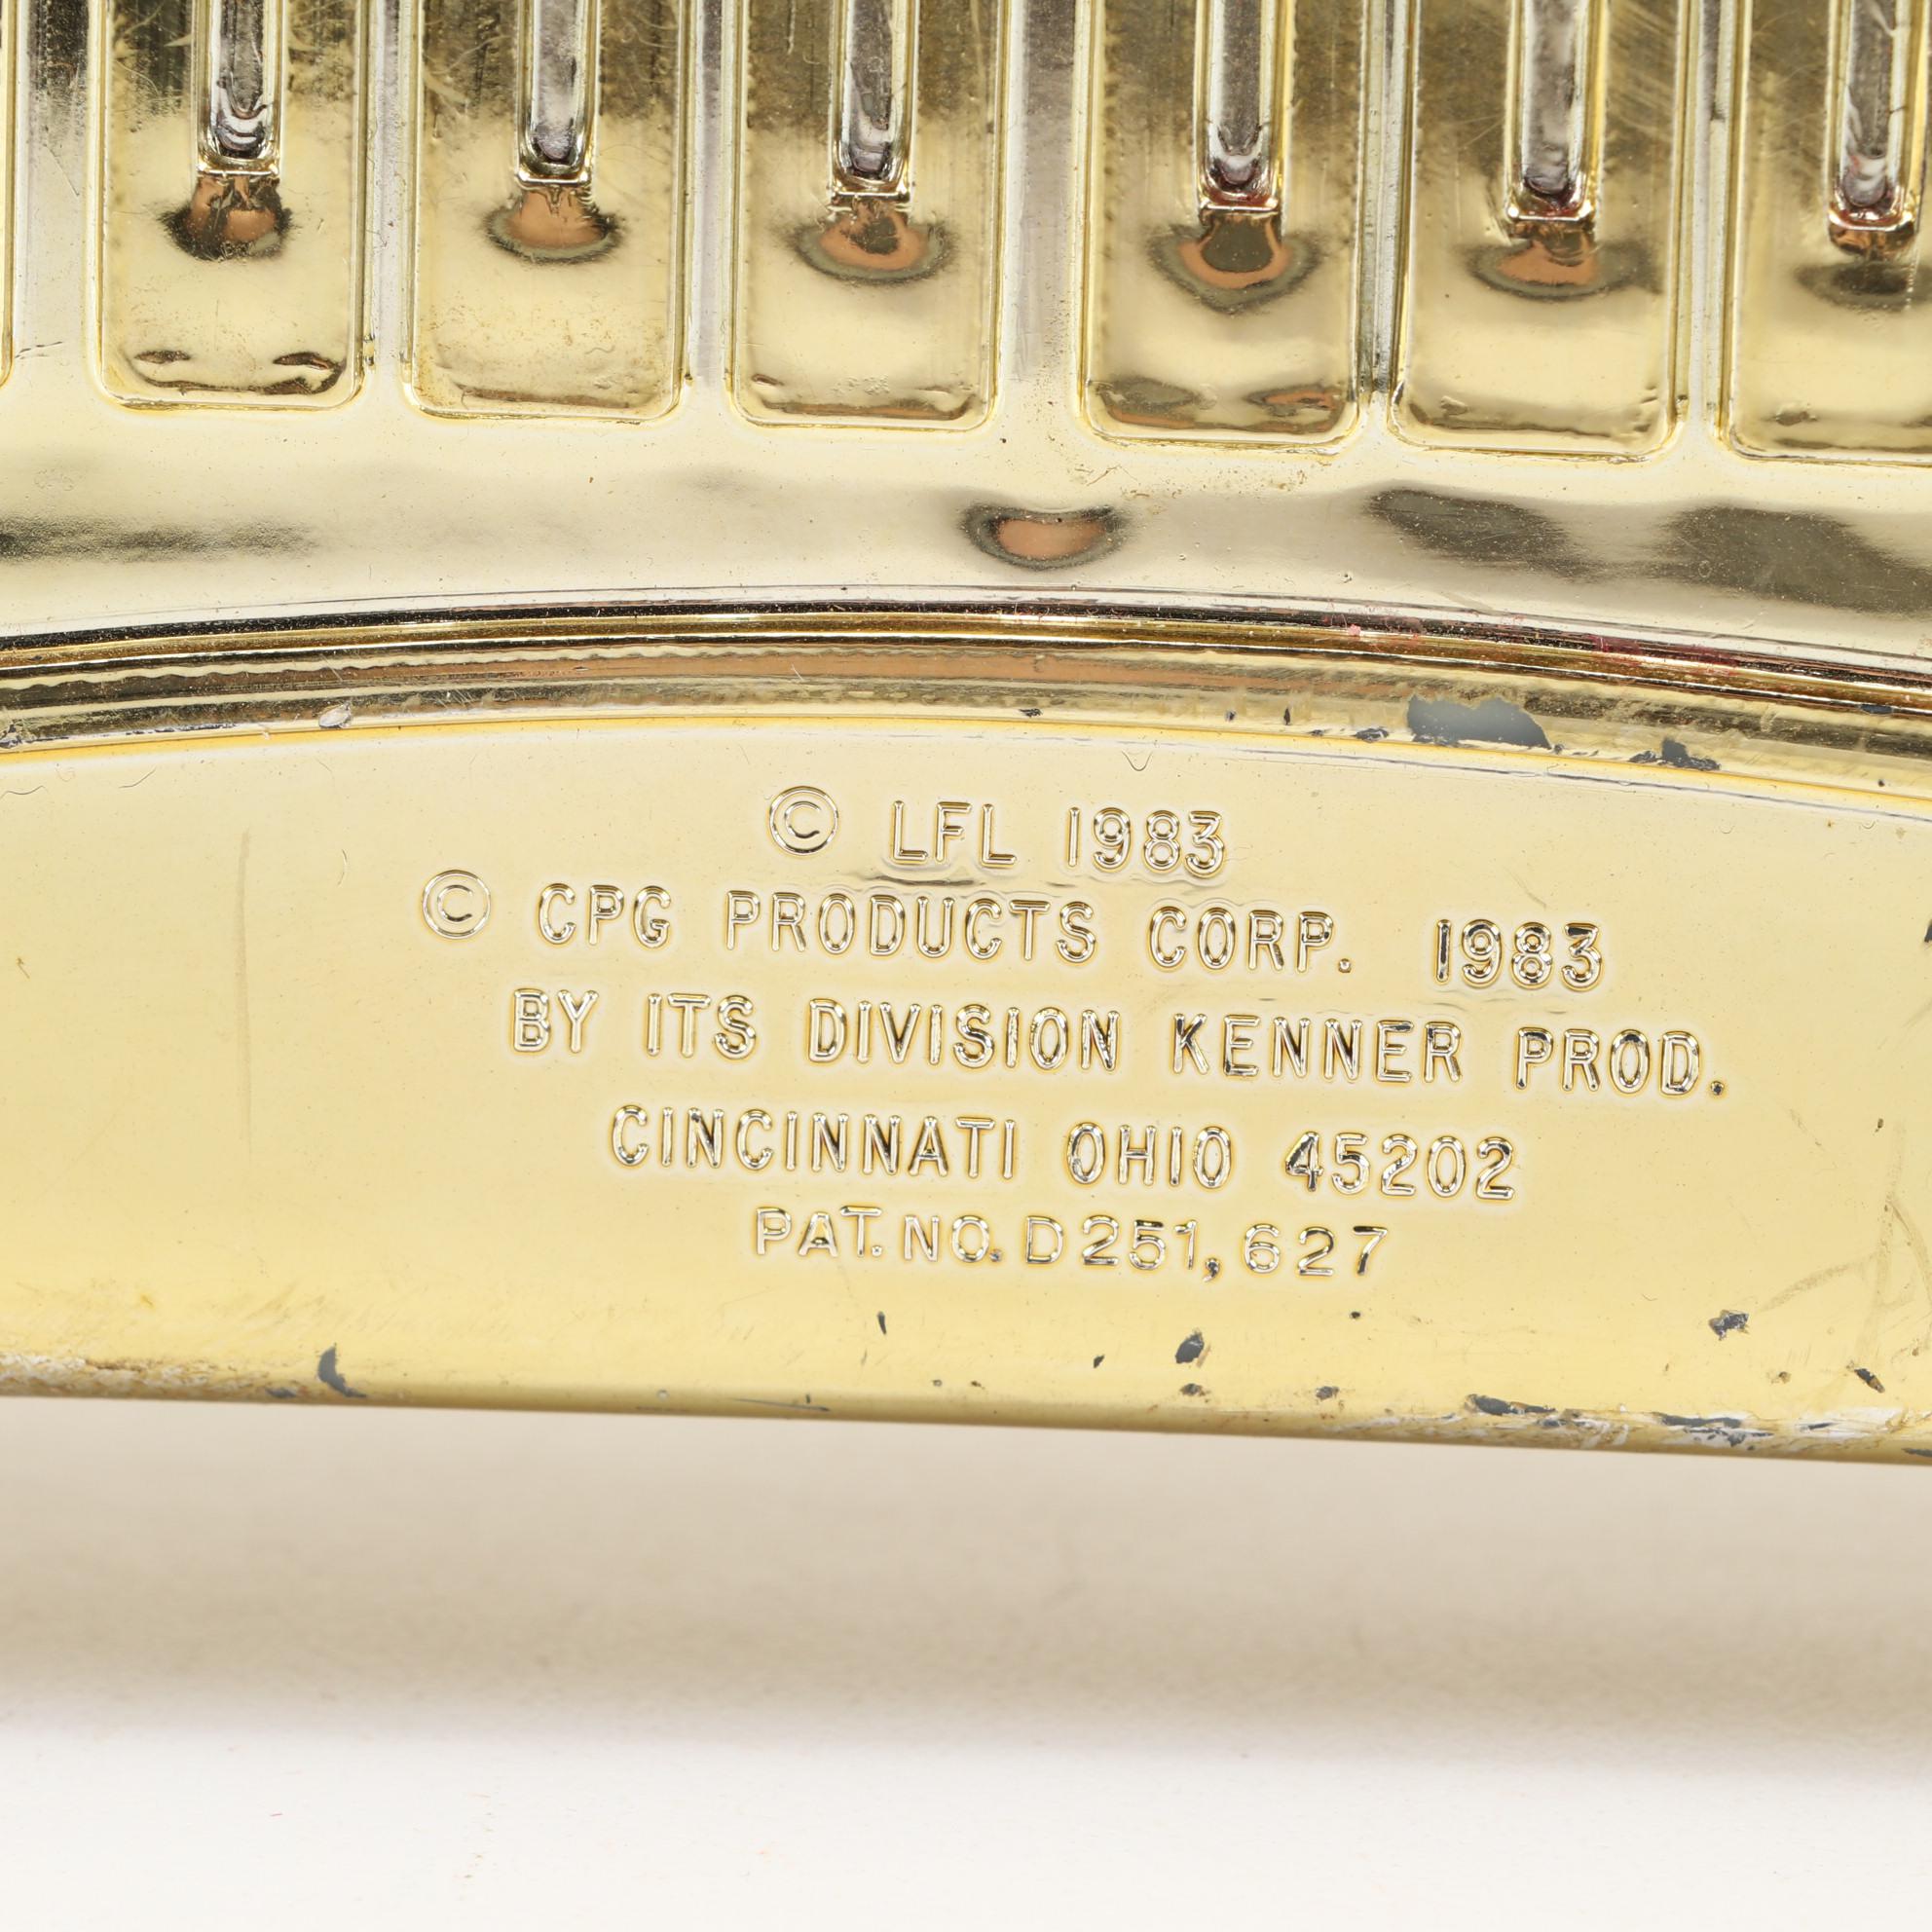 © LFL 1983
© CPG PRODUCTS CORP. 1983
BY ITS DIVISION KENNER PROD.
CINCINNATI OHIO 45202
PAT. NO. D251,627